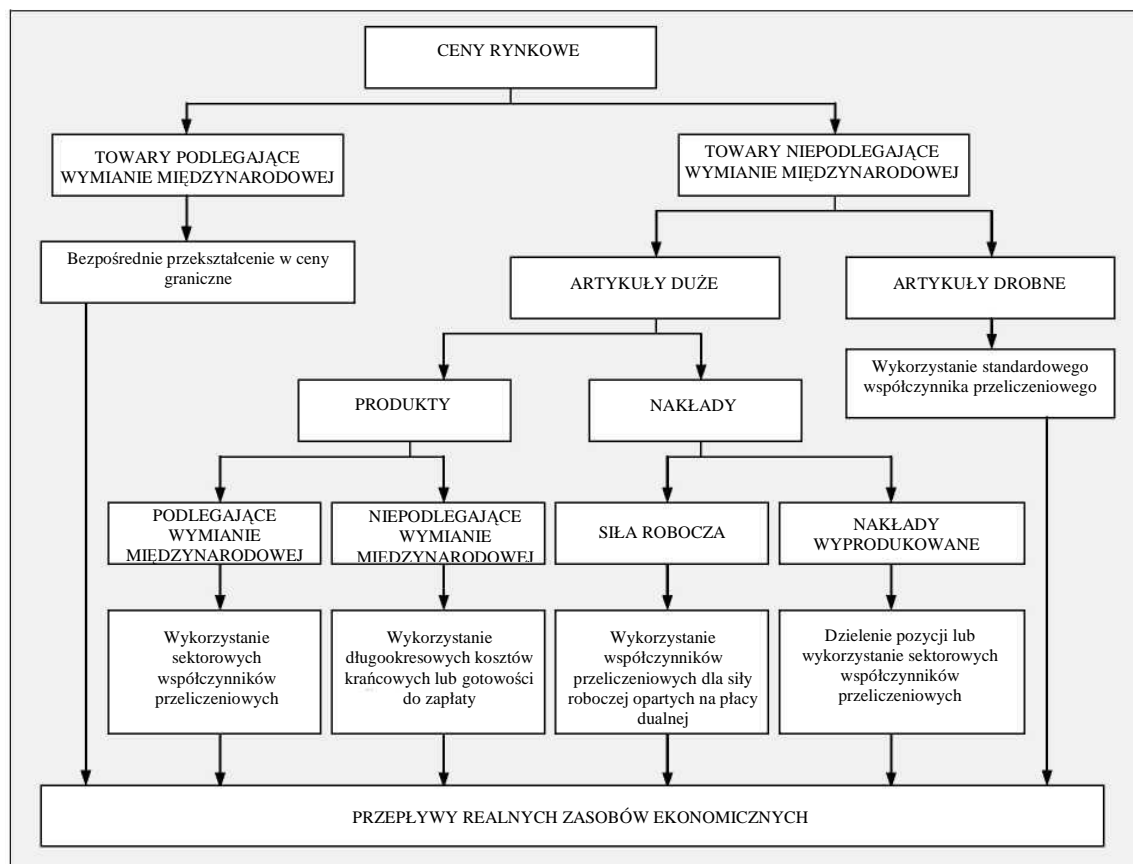 CENY RYNKOWE
TOWARY PODLEGAJĄCE
WYMIANIE MIĘDZYNARODOWEJ
TOWARY NIEPODLEGAJĄCE
WYMIANIE MIĘDZYNARODOWEJ
Bezpośrednie przekształcenie w ceny
graniczne
ARTYKUŁY DUŻE
ARTYKUŁY DROBNE
Wykorzystanie standardowego
współczynnika przeliczeniowego
PRODUKTY
NAKŁADY
PODLEGAJĄCE
WYMIANIE
MIĘDZYNARODOWEJ
NIEPODLEGAJĄCE
WYMIANIE
MIĘDZYNARODOWEJ
SIŁA ROBOCZA
NAKŁADY
WYPRODUKOWANE
Wykorzystanie
sektorowych
współczynników
przeliczeniowych
Wykorzystanie
długookresowych kosztów
krańcowych lub gotowości
do zapłaty
Wykorzystanie
współczynników
przeliczeniowych dla siły
roboczej opartych na płacy
dualnej
Dzielenie pozycji lub
wykorzystanie sektorowych
współczynników
przeliczeniowych
PRZEPŁYWY REALNYCH ZASOBÓW EKONOMICZNYCH